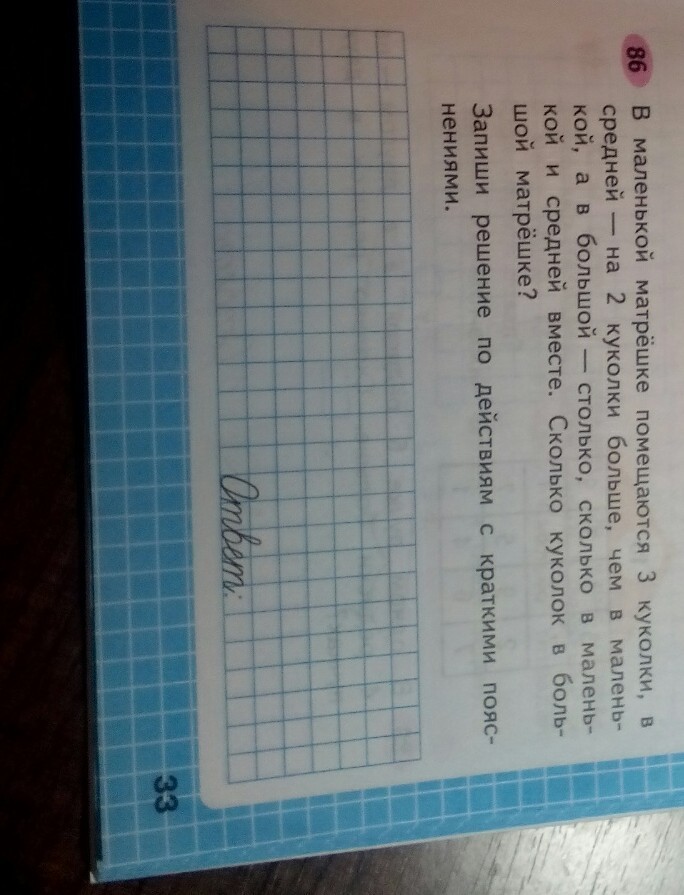 86 В маленькой матрёшке помещаются 3 куколки, в
средней — на 2 куколки больше, чем в малень-
кой, а в большой — столько, сколько в малень-
кой и средней вместе. Сколько куколок в боль-
шой матрёшке?
Запиши решение по действиям с краткими пояс-
нениями.
Ответ:
33